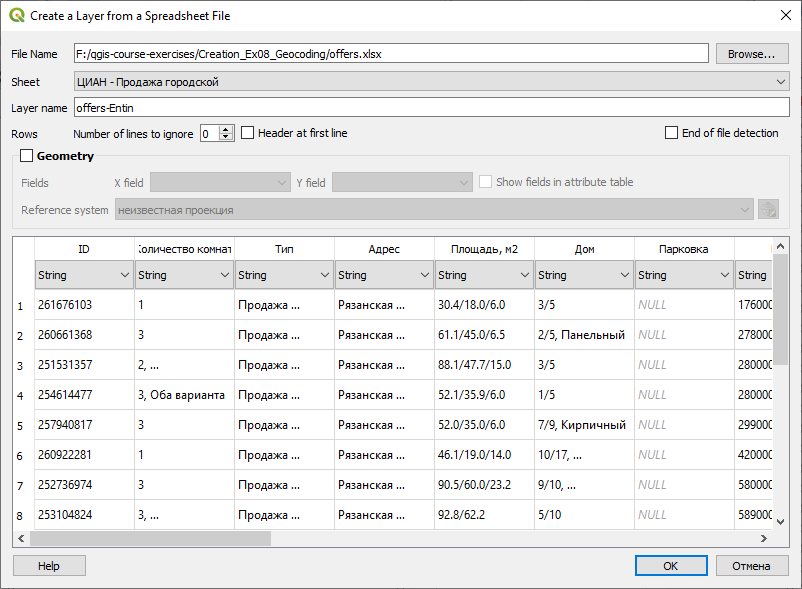 Create a Layer from a Spreadsheet File
File Name F:/qgis-course-exercises/Creation_Ex08_Geocoding/offers.xlsx Browse...
Sheet ЦИАН - Продажа городской
Layer name offers-Entin
Rows Number of lines to ignore 0 Header at first line End of file detection
Geometry
Fields X field Y field Show fields in attribute table
Reference system неизвестная проекция
ID Количество комнат Тип Адрес Площадь, м2 Дом Парковка
String String String String String String String String
1 261676103 1 Продажа ... Рязанская ... 30.4/18.0/6.0 3/5 NULL 176000
2 260661368 3 Продажа ... Рязанская ... 61.1/45.0/6.5 2/5, Панельный NULL 278000
3 251531357 2, ... Продажа ... Рязанская ... 88.1/47.7/15.0 3/5 NULL 280000
4 254614477 3, Оба варианта Продажа ... Рязанская ... 52.1/35.9/6.0 1/5 NULL 280000
5 257940817 3 Продажа ... Рязанская ... 52.0/35.0/6.0 7/9, Кирпичный NULL 299000
6 260922281 1 Продажа ... Рязанская ... 46.1/19.0/14.0 10/17, ... NULL 420000
7 252736974 3 Продажа ... Рязанская ... 90.5/60.0/23.2 9/10, ... NULL 580000
8 253104824 3, ... Продажа ... Рязанская ... 92.8/62.2 5/10 NULL 589000
Help OK Отмена